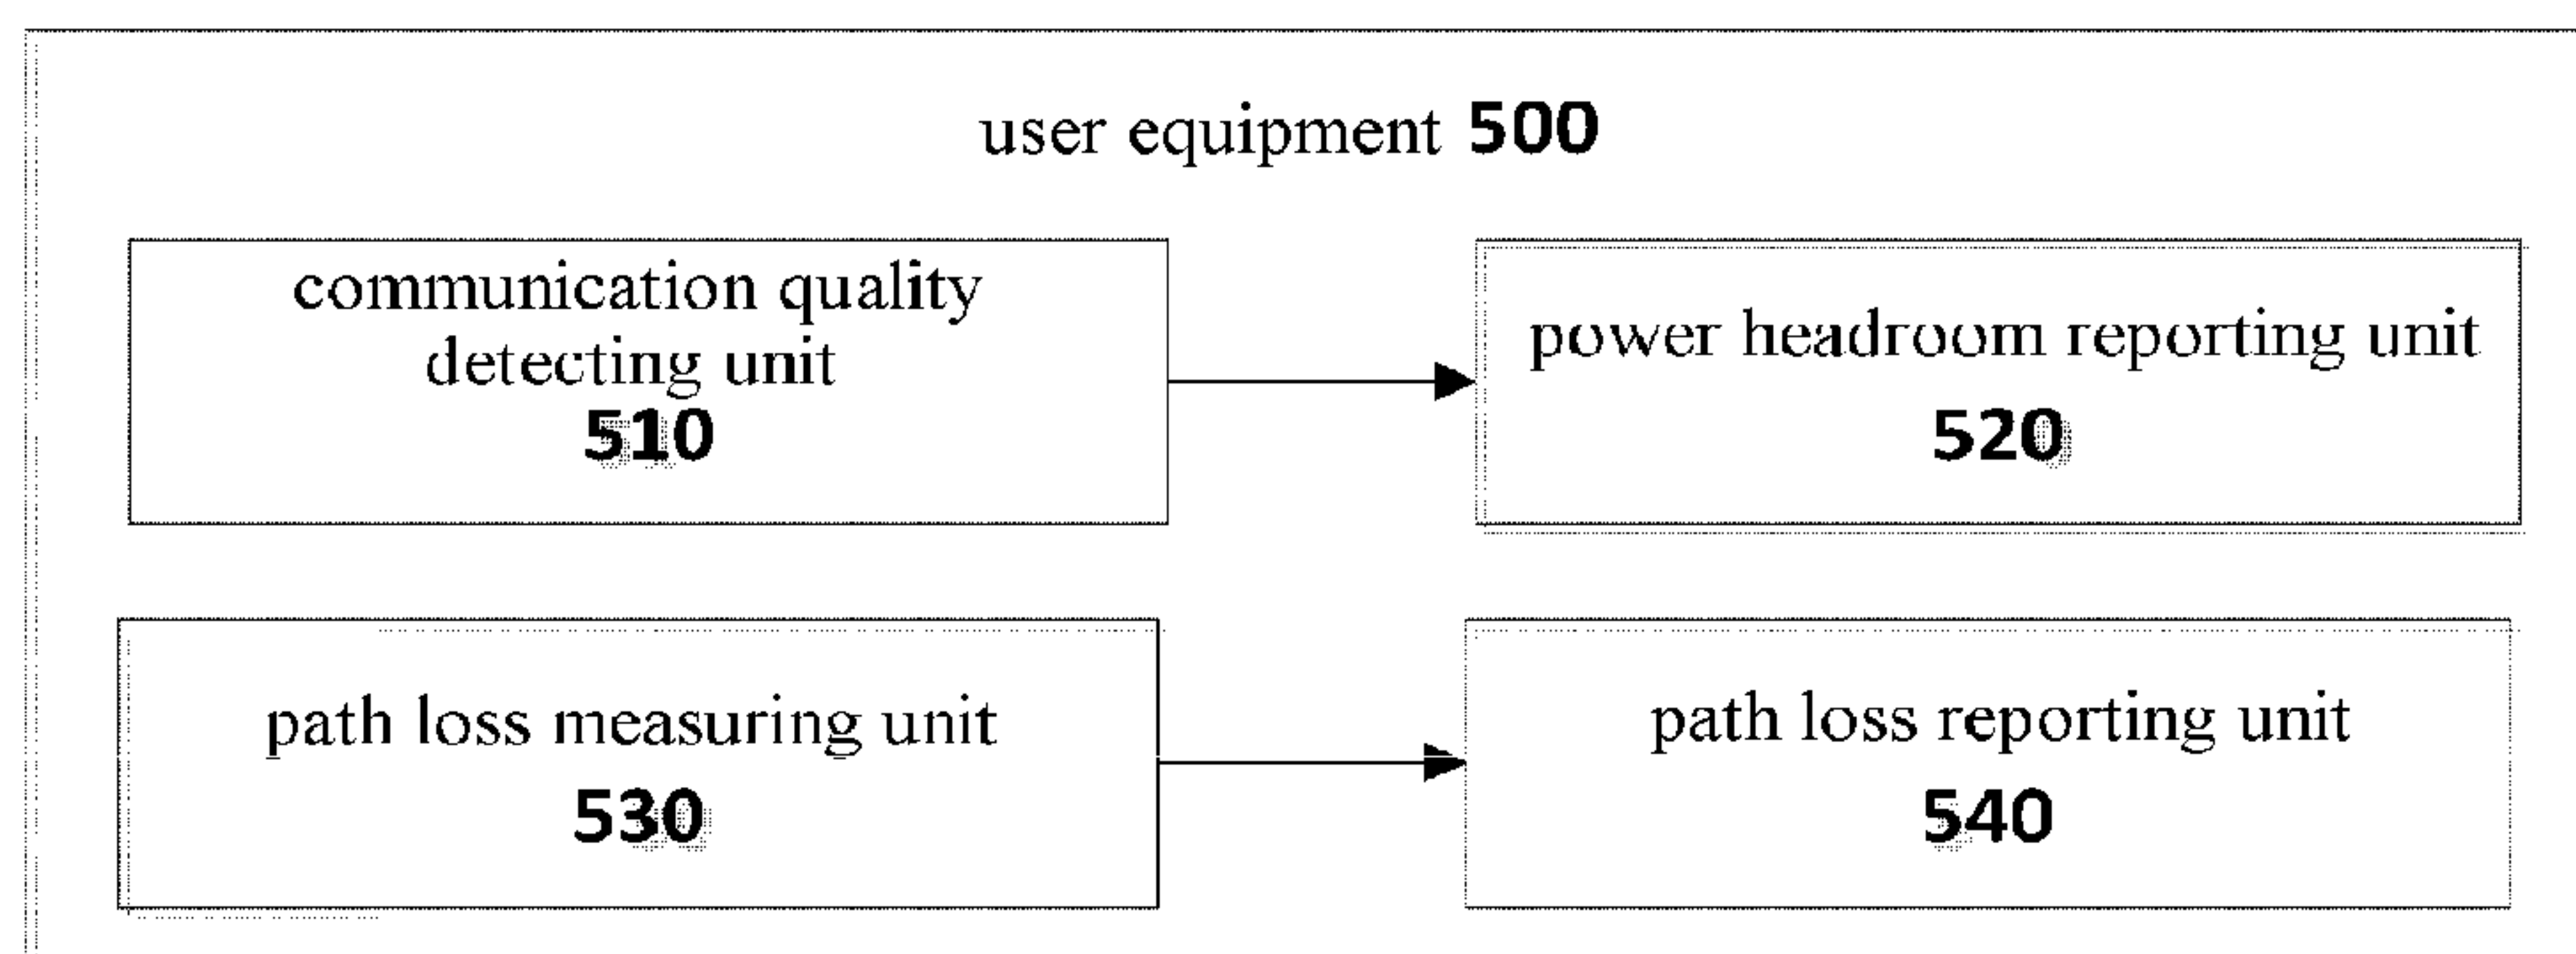 user equipment 500
communication quality
detecting unit
510
power headroom reporting unit
520
path loss measuring unit
530
path loss reporting unit
540